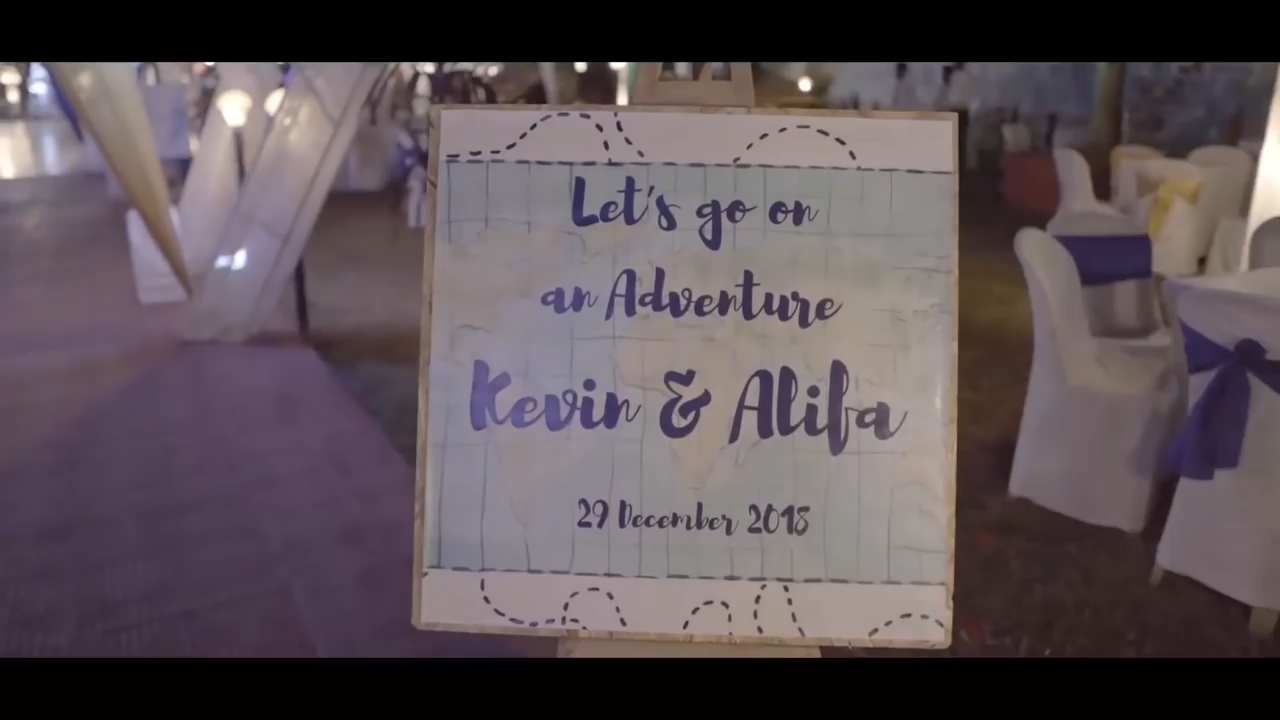 Let's go on
an Adventure
Kevin & Alifa
29 December 2018